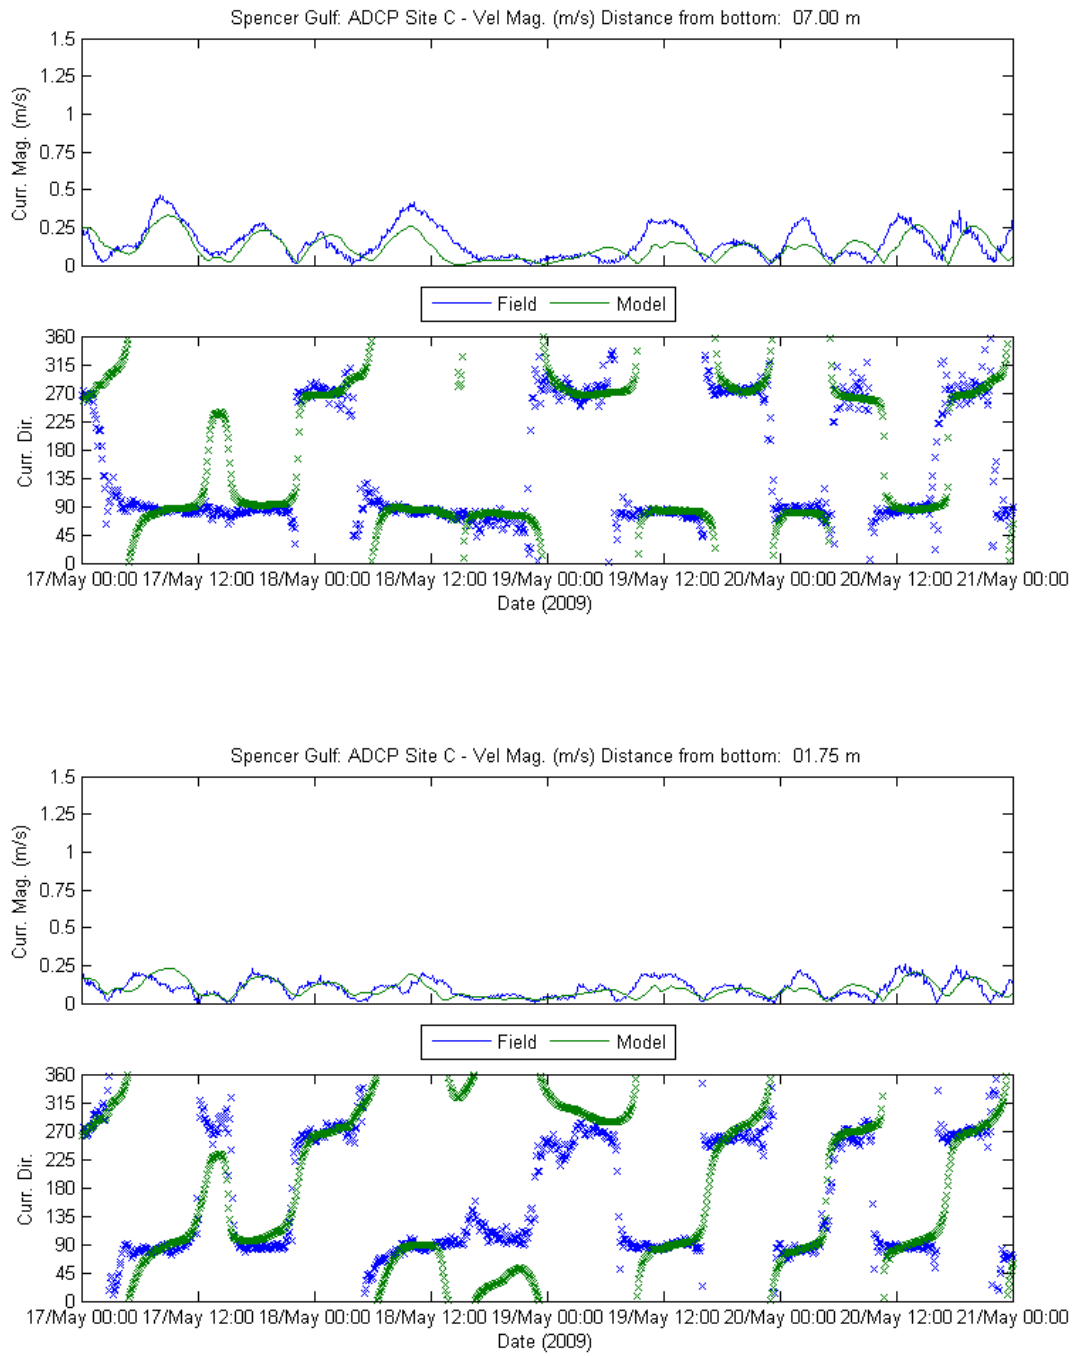 Spencer Gulf: ADCP Site C - Vel Mag. (m/s) Distance from bottom: 07.00 m
1.5
1.25
1
0.75
0.5
0.25
0
Curr. Mag. (m/s)
Field Model
360
315
270
225
180
135
90
45
0
Curr. Dir.
17/May 00:00 17/May 12:00 18/May 00:00 18/May 12:00 19/May 00:00 19/May 12:00 20/May 00:00 20/May 12:00 21/May 00:00
Date (2009)
Spencer Gulf: ADCP Site C - Vel Mag. (m/s) Distance from bottom: 01.75 m
1.5
1.25
1
0.75
0.5
0.25
0
Curr. Mag. (m/s)
Field Model
360
315
270
225
180
135
90
45
0
Curr. Dir.
17/May 00:00 17/May 12:00 18/May 00:00 18/May 12:00 19/May 00:00 19/May 12:00 20/May 00:00 20/May 12:00 21/May 00:00
Date (2009)